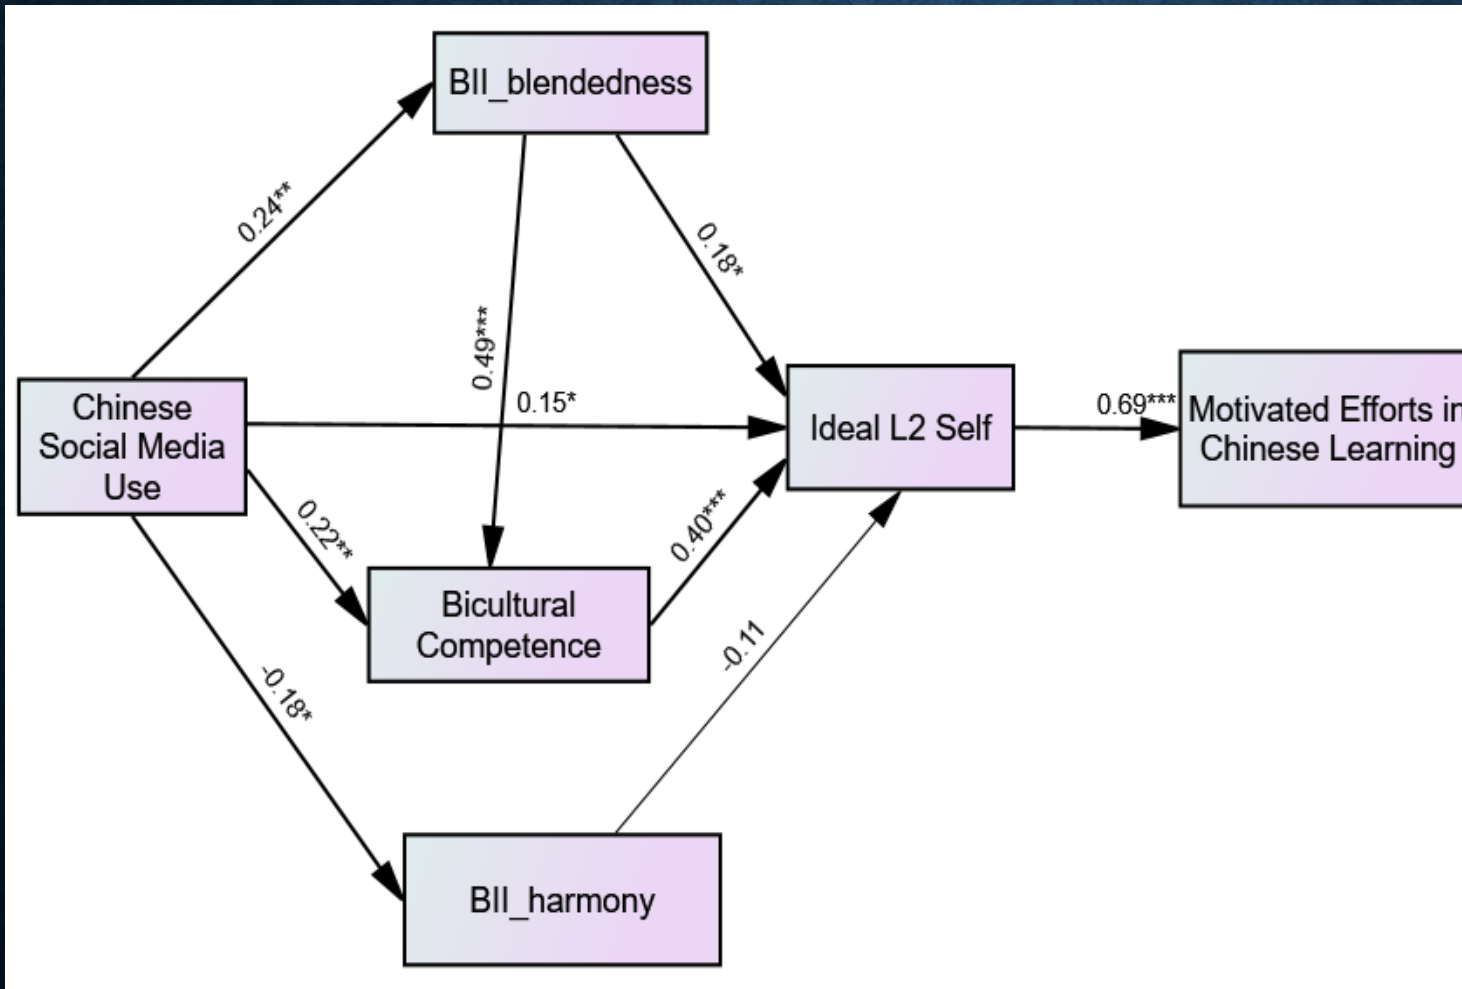 BII_blendedness
0.24**
0.18*
0.49***
0.15*
Chinese
Social Media
Use
Ideal L2 Self
0.69***
Motivated Efforts in
Chinese Learning
0.22**
0.40***
Bicultural
Competence
-0.11
-0.18*
BII_harmony